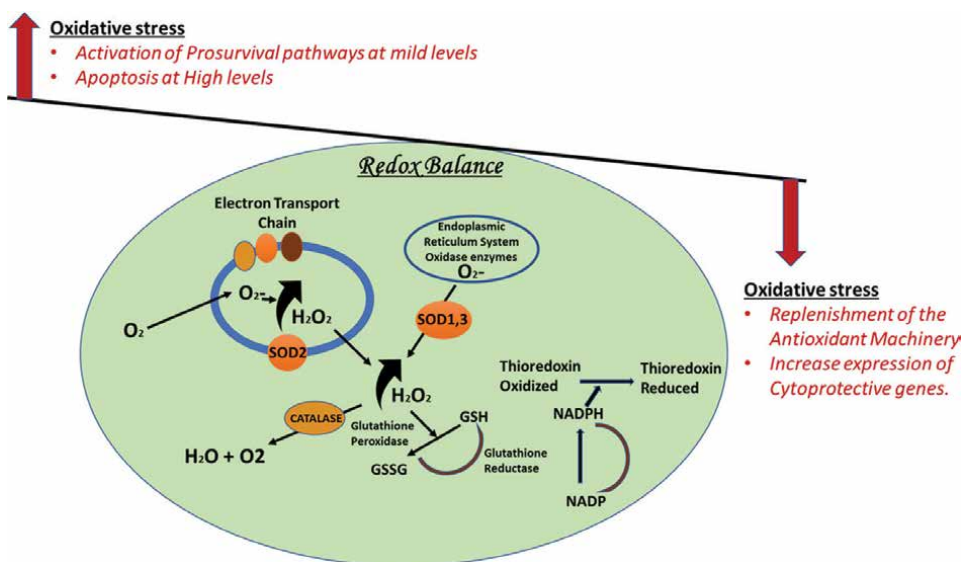 Oxidative stress
• Activation of Prosurvival pathways at mild levels
• Apoptosis at High levels
Redox Balance
Electron Transport
Chain
Endoplasmic
Reticulum System
Oxidase enzymes
O₂-
O₂-
H₂O₂
O₂
SOD2
SOD1,3
H₂O₂
CATALASE
H₂O + O2
Glutathione
Peroxidase
GSH
GSSG
Glutathione
Reductase
Thioredoxin
Oxidized
Thioredoxin
Reduced
NADPH
NADP
Oxidative stress
• Replenishment of the
Antioxidant Machinery
• Increase expression of
Cytoprotective genes.